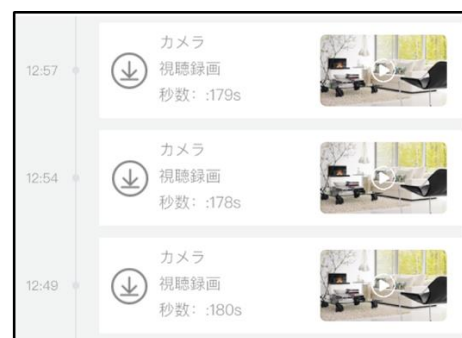 12:57
カメラ
視聴録画
秒数: :179s
12:54
カメラ
視聴録画
秒数: :178s
12:49
カメラ
視聴録画
秒数: :180s